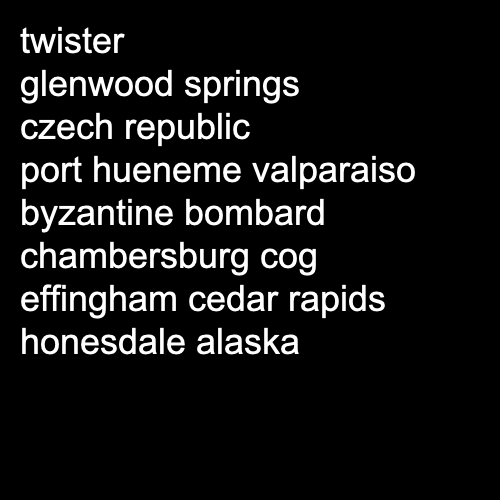 twister
glenwood springs
czech republic
port hueneme valparaiso
byzantine bombard
chambersburg cog
effingham cedar rapids
honesdale alaska